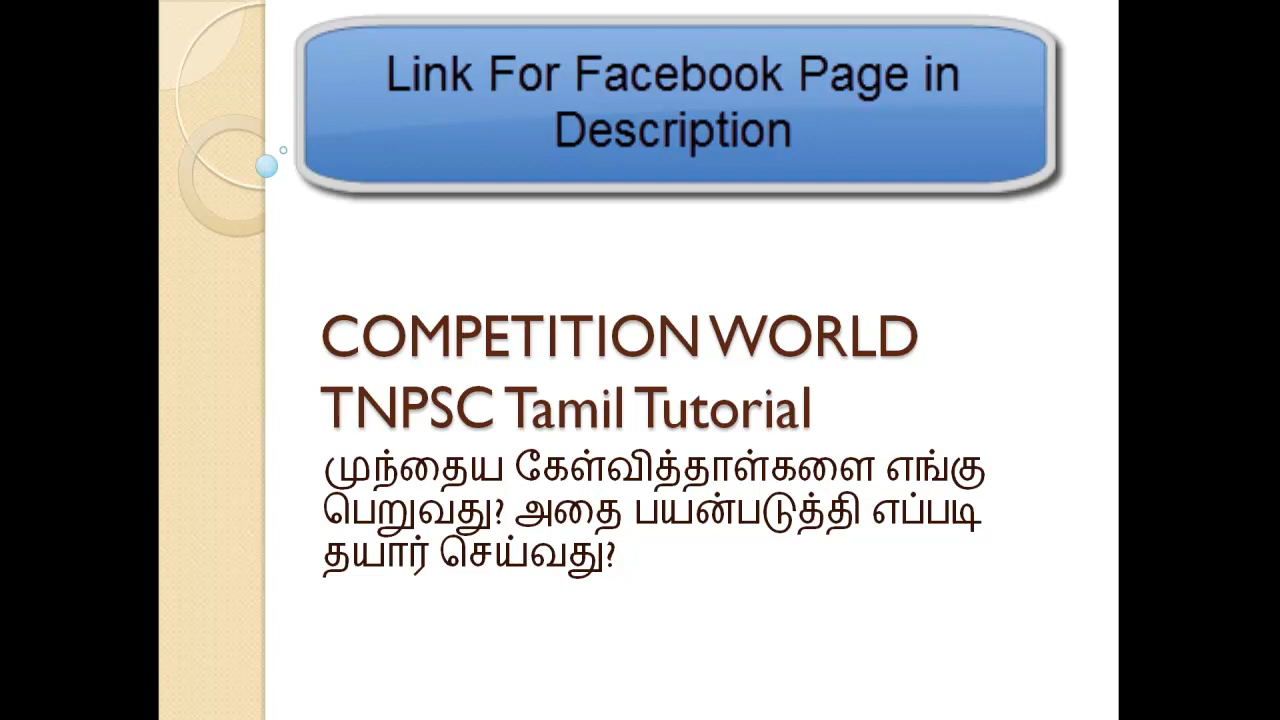 Link For Facebook Page in
Description
COMPETITION WORLD
TNPSC Tamil Tutorial
முந்தைய கேள்வித்தாள்களை எங்கு
பெறுவது? அதை பயன்படுத்தி எப்படி
தயார் செய்வது?